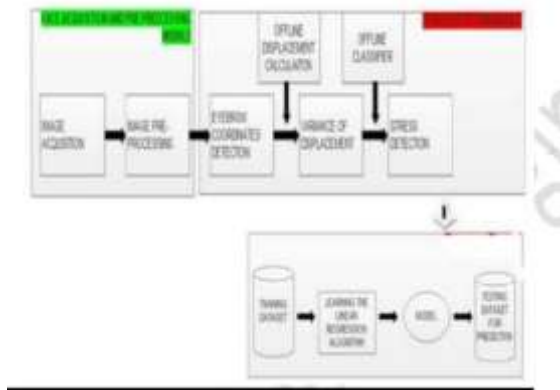 FACE ACQUISITION AND PRE-PROCESSING
MODULE
OFFLINE
DISPLACEMENT
CALCULATION
OFFLINE
CLASSIFIER
IMAGE
ACQUISITION
IMAGE PRE-
PROCESSING
EYEBROW
COORDINATES
DETECTION
VARIANCE OF
DISPLACEMENT
STRESS
DETECTION
TRAINING
DATASET
LEARNING THE
LINEAR
REGRESSION
ALGORITHM
MODEL
TESTING
DATASET
FOR
PREDICTION